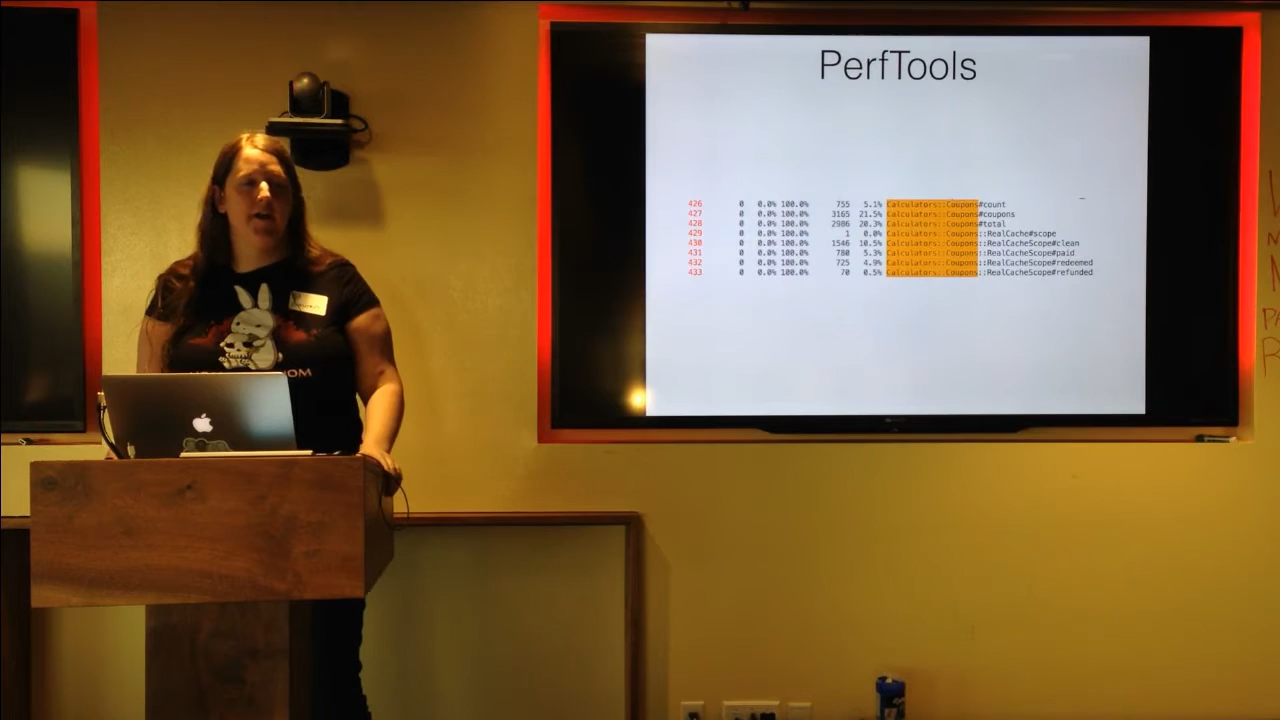 PerfTools
426 0 0.0% 100.0% 755 5.1% Calculators::Coupons#count
427 0 0.0% 100.0% 3165 21.5% Calculators::Coupons#coupons
428 0 0.0% 100.0% 2986 20.3% Calculators::Coupons#total
429 0 0.0% 100.0% 1 0.0% Calculators::Coupons::RealCache#scope
430 0 0.0% 100.0% 1546 10.5% Calculators::Coupons::RealCacheScope#clean
431 0 0.0% 100.0% 780 5.3% Calculators::Coupons::RealCacheScope#paid
432 0 0.0% 100.0% 725 4.9% Calculators::Coupons::RealCacheScope#redeemed
433 0 0.0% 100.0% 70 0.5% Calculators::Coupons::RealCacheScope#refunded